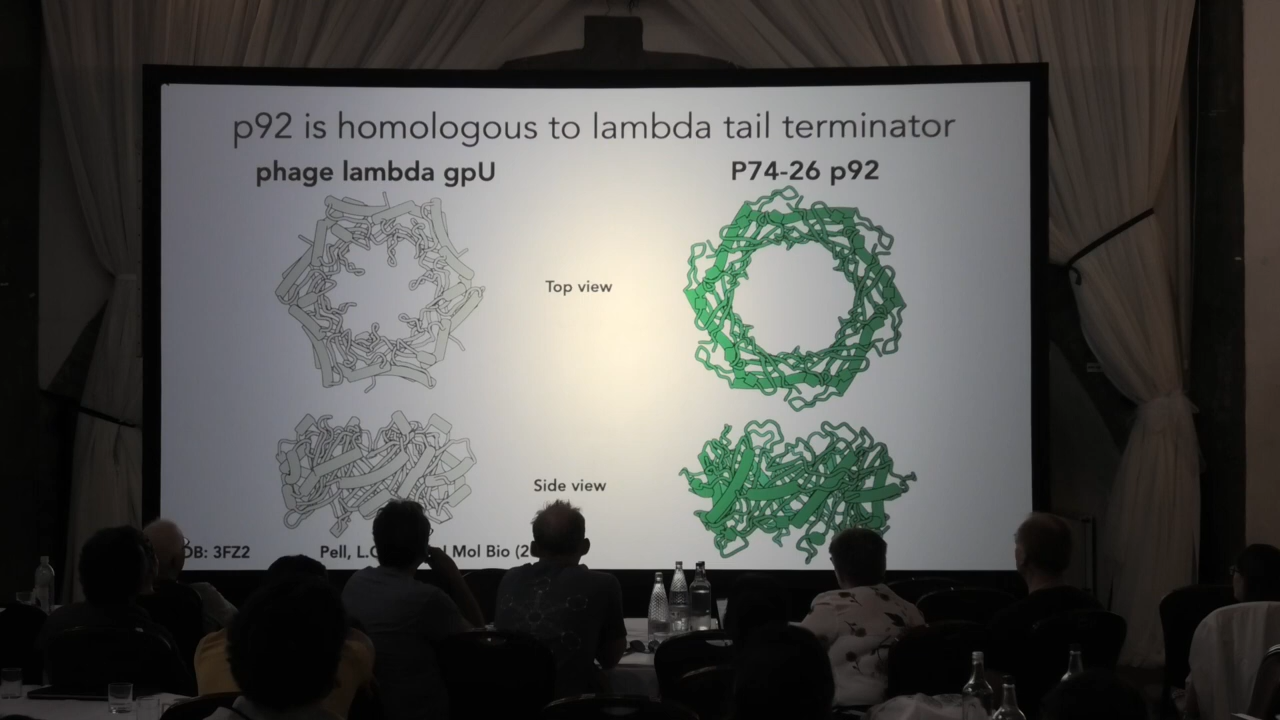 p92 is homologous to lambda tail terminator
phage lambda gpU
P74-26 p92
Top view
Side view
DB: 3FZ2
Pell, L. l Mol Bio (2